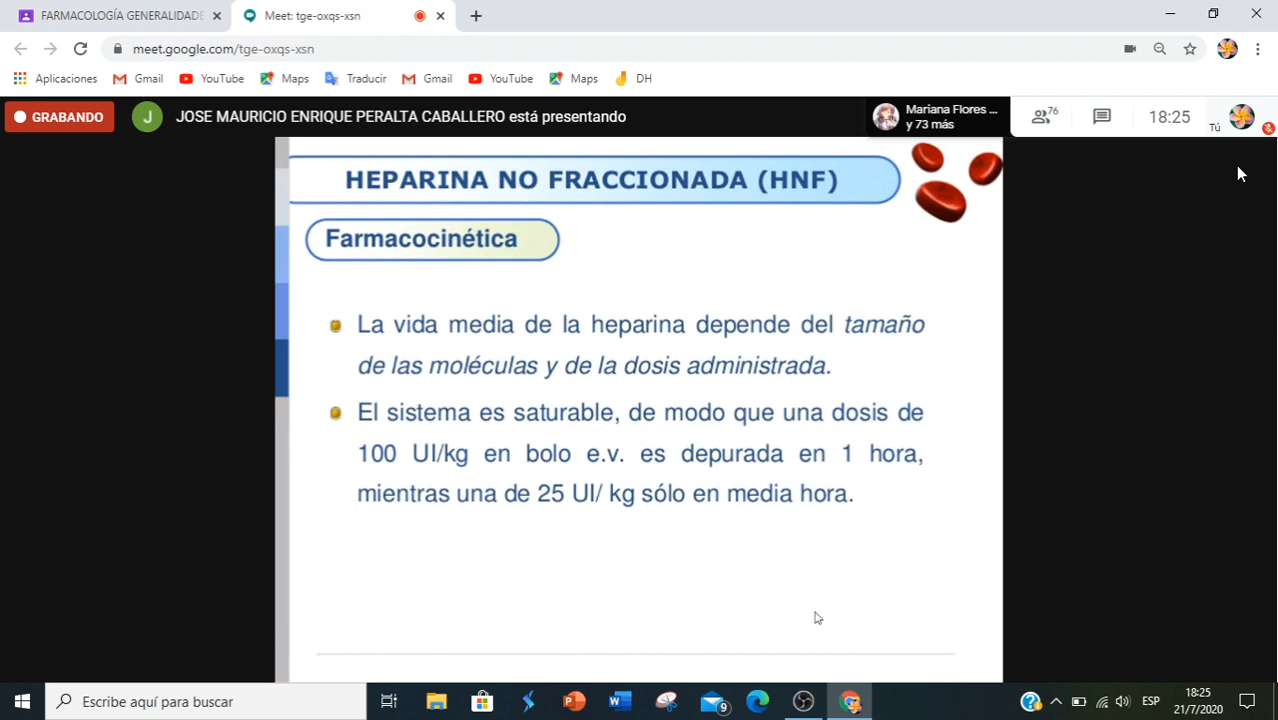 FARMACOLOGÍA GENERALIDADE
Meet: tge-oxqs-xsn
meet.google.com/tge-oxqs-xsn
Aplicaciones
Gmail
YouTube
Maps
Traducir
Gmail
YouTube
Maps
DH
GRABANDO
J
JOSE MAURICIO ENRIQUE PERALTA CABALLERO está presentando
Mariana Flores ...
y 73 más
76
18:25
Tú
HEPARINA NO FRACCIONADA (HNF)
Farmacocinética
La vida media de la heparina depende del tamaño
de las moléculas y de la dosis administrada.
El sistema es saturable, de modo que una dosis de
100 UI/kg en bolo e.v. es depurada en 1 hora,
mientras una de 25 UI/ kg sólo en media hora.
Escribe aquí para buscar
9
ESP
18:25
21/7/2020